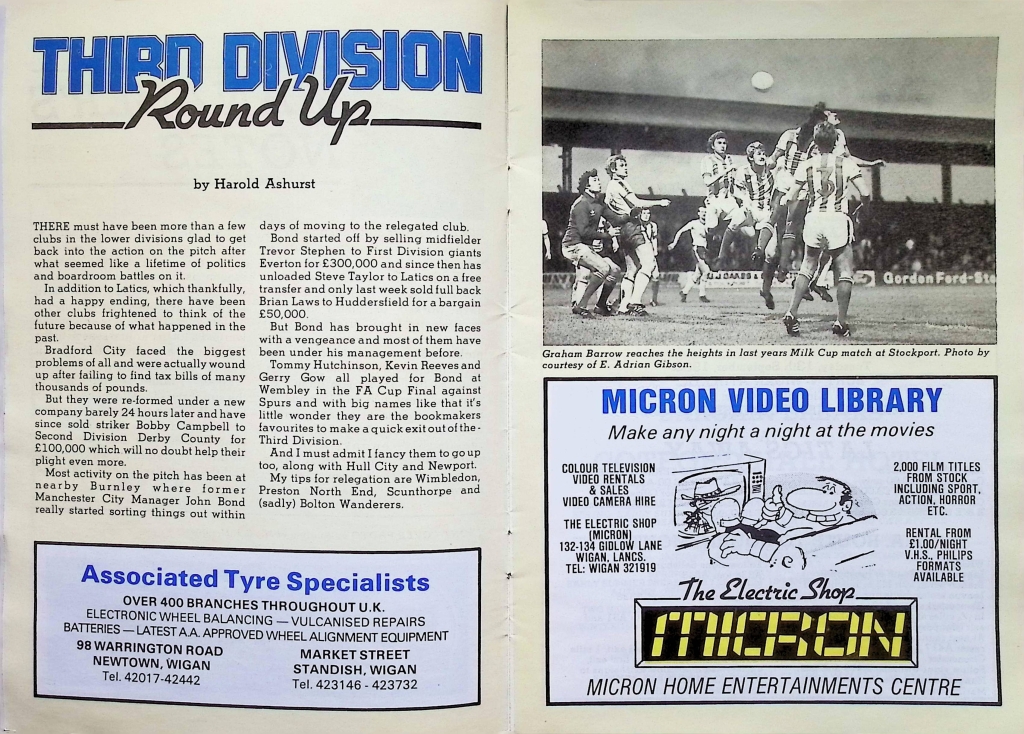 THIRD DIVISION
Round Up
by Harold Ashurst
THERE must have been more than a few
clubs in the lower divisions glad to get
back into the action on the pitch after
what seemed like a lifetime of politics
and boardroom battles on it.
In addition to Latics, which thankfully,
had a happy ending, there have been
other clubs frightened to think of the
future because of what happened in the
past.
Bradford City faced the biggest
problems of all and were actually wound
up after failing to find tax bills of many
thousands of pounds.
But they were re-formed under a new
company barely 24 hours later and have
since sold striker Bobby Campbell to
Second Division Derby County for
£100,000 which will no doubt help their
plight even more.
Most activity on the pitch has been at
nearby Burnley where former
Manchester City Manager John Bond
really started sorting things out within
days of moving to the relegated club.
Bond started off by selling midfielder
Trevor Stephen to First Division giants
Everton for £300,000 and since then has
unloaded Steve Taylor to Latics on a free
transfer and only last week sold full back
Brian Laws to Huddersfield for a bargain
£50,000.
But Bond has brought in new faces
with a vengeance and most of them have
been under his management before.
Tommy Hutchinson, Kevin Reeves and
Gerry Gow all played for Bond at
Wembley in the FA Cup Final against
Spurs and with big names like that it's
little wonder they are the bookmakers
favourites to make a quick exit out of the-
Third Division.
And I must admit I fancy them to go up
too, along with Hull City and Newport.
My tips for relegation are Wimbledon,
Preston North End, Scunthorpe and
(sadly) Bolton Wanderers.
Associated Tyre Specialists
OVER 400 BRANCHES THROUGHOUT U.K.
ELECTRONIC WHEEL BALANCING — VULCANISED REPAIRS
BATTERIES — LATEST A.A. APPROVED WHEEL ALIGNMENT EQUIPMENT
98 WARRINGTON ROAD
NEWTOWN, WIGAN
Tel. 42017-42442
MARKET STREET
STANDISH, WIGAN
Tel. 423146 - 423732
3
Gordon Ford-Sto
Graham Barrow reaches the heights in last years Milk Cup match at Stockport. Photo by
courtesy of E. Adrian Gibson.
MICRON VIDEO LIBRARY
Make any night a night at the movies
COLOUR TELEVISION
VIDEO RENTALS
& SALES
VIDEO CAMERA HIRE
THE ELECTRIC SHOP
(MICRON)
132-134 GIDLOW LANE
WIGAN, LANCS.
TEL: WIGAN 321919
2,000 FILM TITLES
FROM STOCK
INCLUDING SPORT,
ACTION, HORROR
ETC.
RENTAL FROM
£1.00/NIGHT
V.H.S., PHILIPS
FORMATS
AVAILABLE
The Electric Shop
MICRON
MICRON HOME ENTERTAINMENTS CENTRE